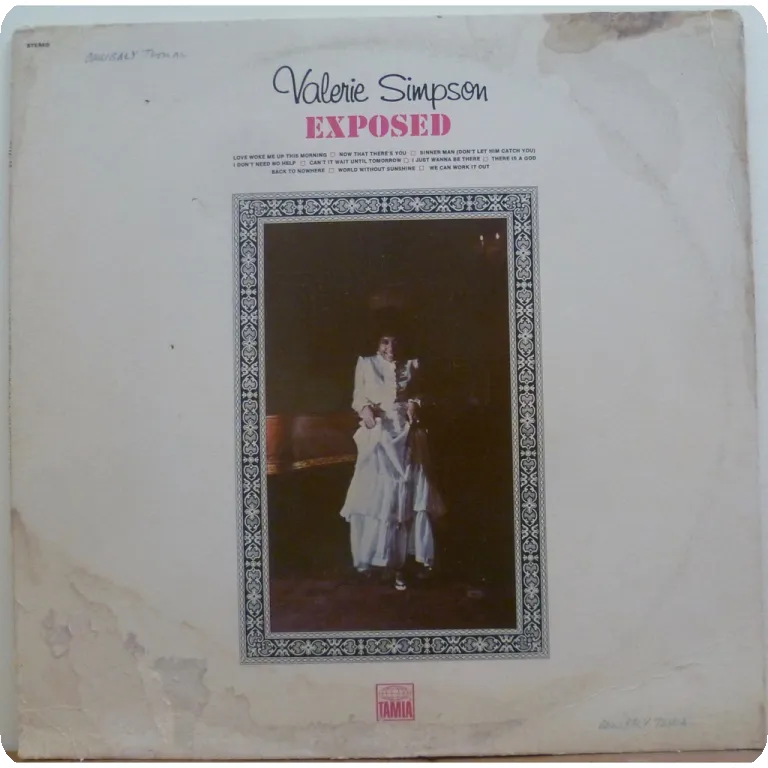 STEREO
Valerie Simpson
EXPOSED
LOVE WOKE ME UP THIS MORNING □ NOW THAT THERE'S YOU □ SINNER MAN (DON'T LET HIM CATCH YOU)
I DON'T NEED NO HELP □ CAN'T IT WAIT UNTIL TOMORROW □ I JUST WANNA BE THERE □ THERE IS A GOD
BACK TO NOWHERE □ WORLD WITHOUT SUNSHINE □ WE CAN WORK IT OUT
TAMLA